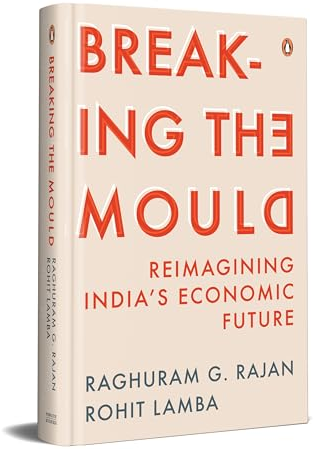 BREAK-
ING THE
MOULD
REIMAGINING
INDIA'S ECONOMIC
FUTURE
RAGHURAM G. RAJAN
ROHIT LAMBA
BREAKING THE MOULD
RAGHURAM G. RAJAN
ROHIT LAMBA